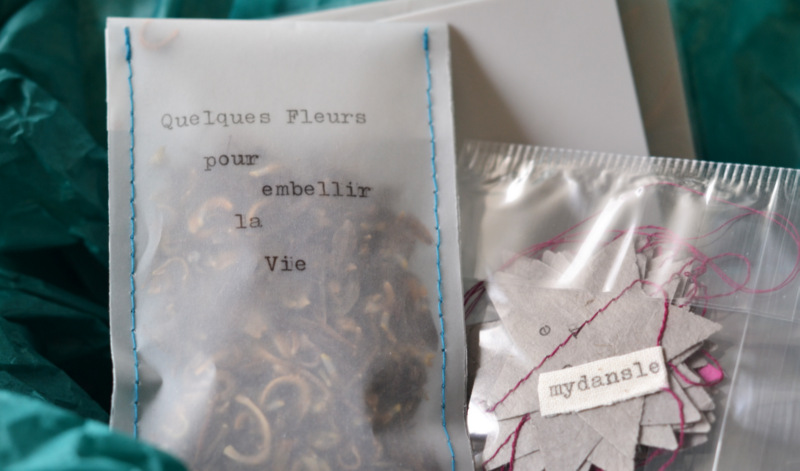 Quelques Fleurs
pour
embellir
la
Vie
e
mydansle